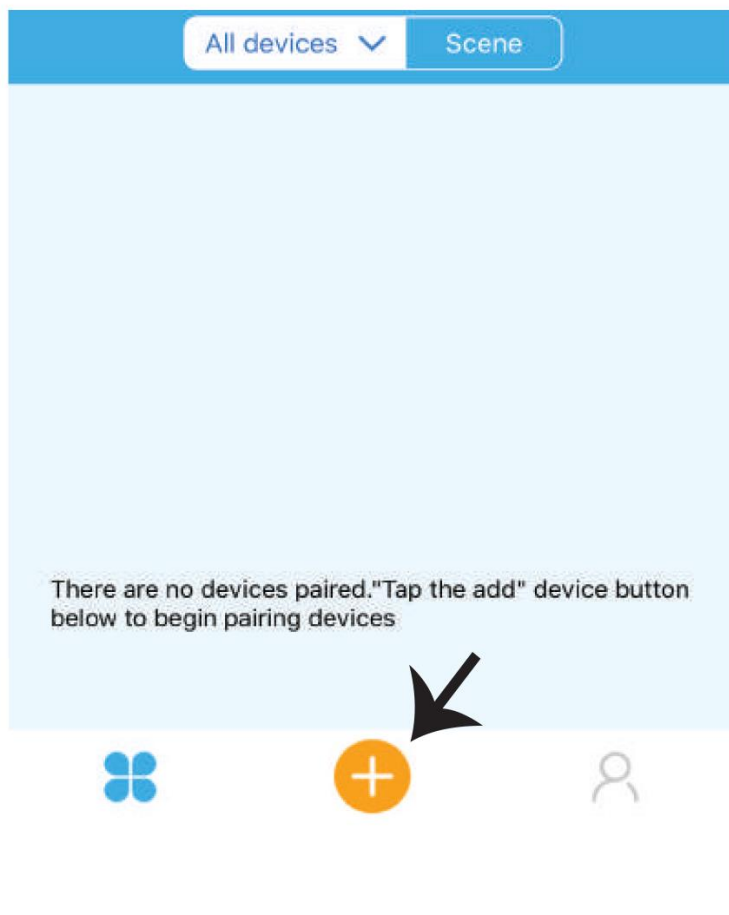 All devices Scene
There are no devices paired."Tap the add" device button
below to begin pairing devices